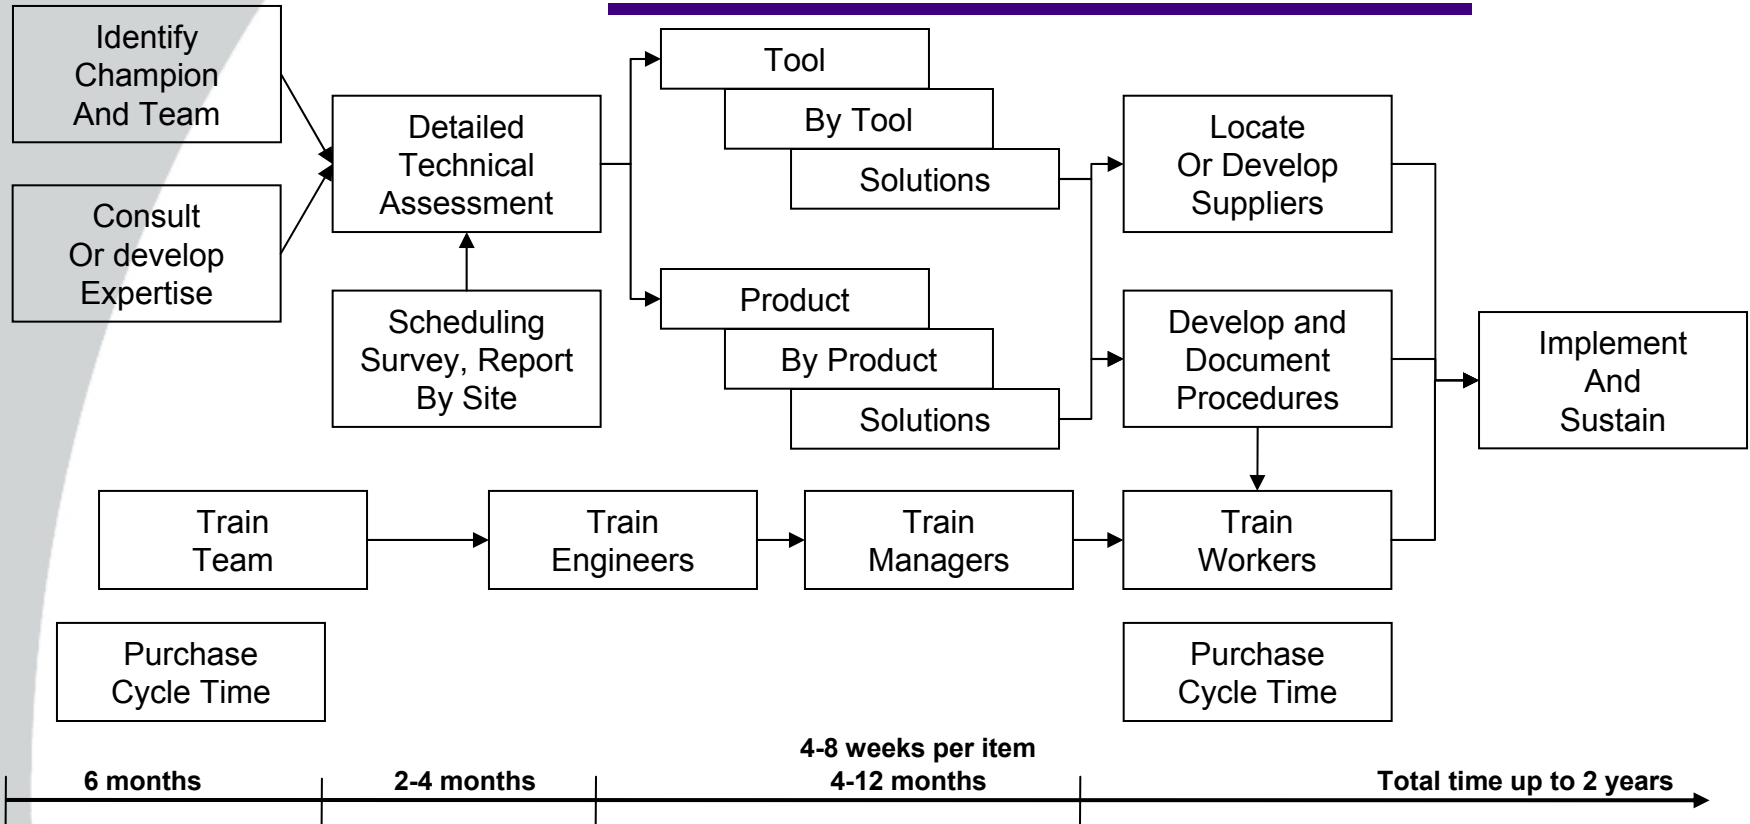 Identify
Champion
And Team
Consult
Or develop
Expertise
Detailed
Technical
Assessment
Scheduling
Survey, Report
By Site
Tool
By Tool
Solutions
Product
By Product
Solutions
Locate
Or Develop
Suppliers
Develop and
Document
Procedures
Implement
And
Sustain
Train
Team
Train
Engineers
Train
Managers
Train
Workers
Purchase
Cycle Time
Purchase
Cycle Time
6 months
2-4 months
4-8 weeks per item
4-12 months
Total time up to 2 years